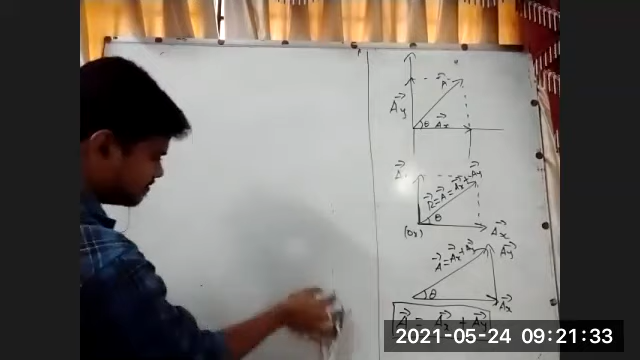 A⃗
A⃗y
θ A⃗x
R⃗ = A⃗ = A⃗x + A⃗y
θ
(Or) A⃗x
A⃗ = A⃗x + A⃗y A⃗y
θ A⃗x
A⃗ = A⃗x + A⃗y
2021-05-24 09:21:33